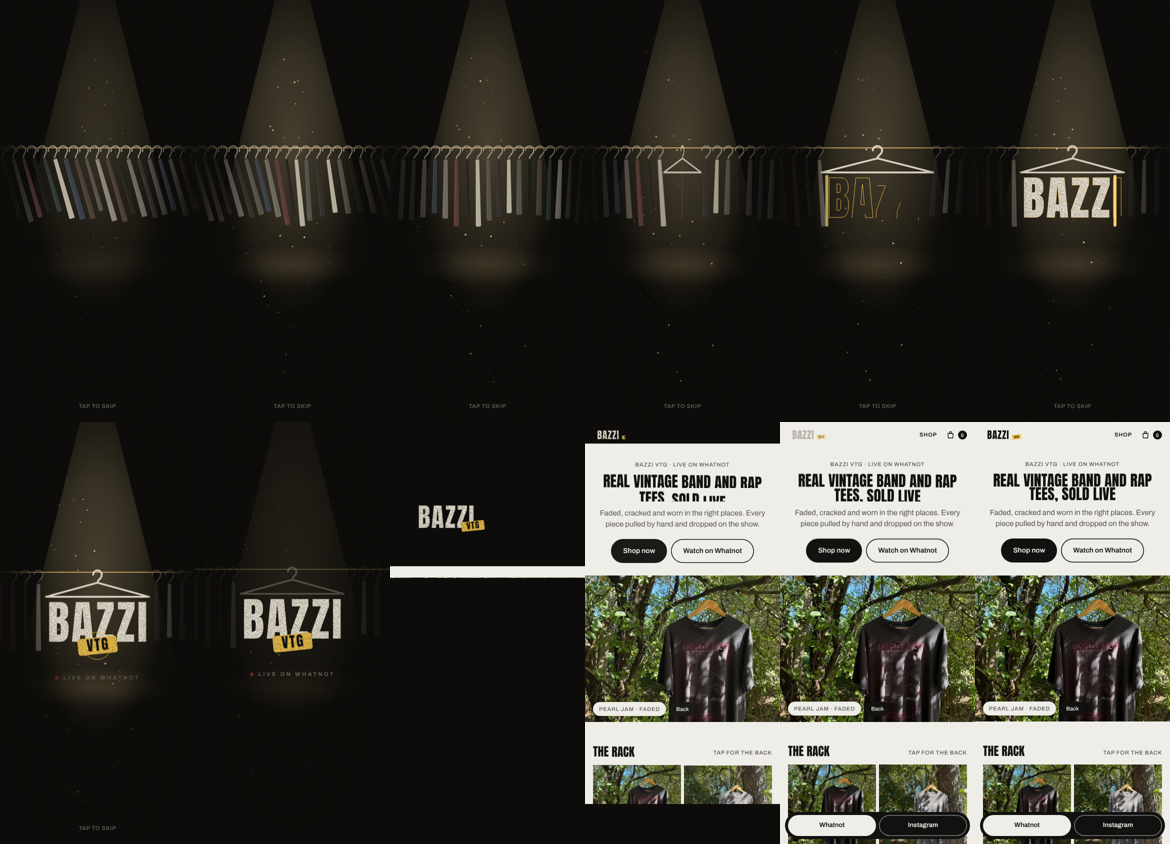 TAP TO SKIP
TAP TO SKIP
TAP TO SKIP
TAP TO SKIP
BAZ
TAP TO SKIP
BAZZ
TAP TO SKIP
BAZZI
VTG
LIVE ON WHATNOT
TAP TO SKIP
BAZZI
VTG
LIVE ON WHATNOT
BAZZI
VTG
BAZZI
BAZZI VTG · LIVE ON WHATNOT
REAL VINTAGE BAND AND RAP
TEES, SOLD LIVE
Faded, cracked and worn in the right places. Every
piece pulled by hand and dropped on the show.
Shop now
Watch on Whatnot
PEARL JAM · FADED
Back
THE RACK
TAP FOR THE BACK
BAZZI
SHOP
0
BAZZI VTG · LIVE ON WHATNOT
REAL VINTAGE BAND AND RAP
TEES, SOLD LIVE
Faded, cracked and worn in the right places. Every
piece pulled by hand and dropped on the show.
Shop now
Watch on Whatnot
PEARL JAM · FADED
Back
THE RACK
TAP FOR THE BACK
Whatnot
Instagram
BAZZI
SHOP
0
BAZZI VTG · LIVE ON WHATNOT
REAL VINTAGE BAND AND RAP
TEES, SOLD LIVE
Faded, cracked and worn in the right places. Every
piece pulled by hand and dropped on the show.
Shop now
Watch on Whatnot
PEARL JAM · FADED
Back
THE RACK
TAP FOR THE BACK
Whatnot
Instagram